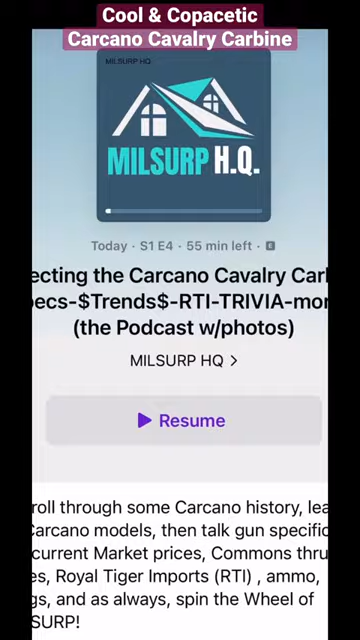 Cool & Copacetic
Carcano Cavalry Carbine
MILSURP HQ
MILSURP H.Q.
Today · S1 E4 · 55 min left · E
ecting the Carcano Cavalry Carl
pecs-$Trends$-RTI-TRIVIA-mor
(the Podcast w/photos)
MILSURP HQ >
Resume
roll through some Carcano history, lea
Carcano models, then talk gun specific
current Market prices, Commons thru
es, Royal Tiger Imports (RTI) , ammo,
gs, and as always, spin the Wheel of
SURP!